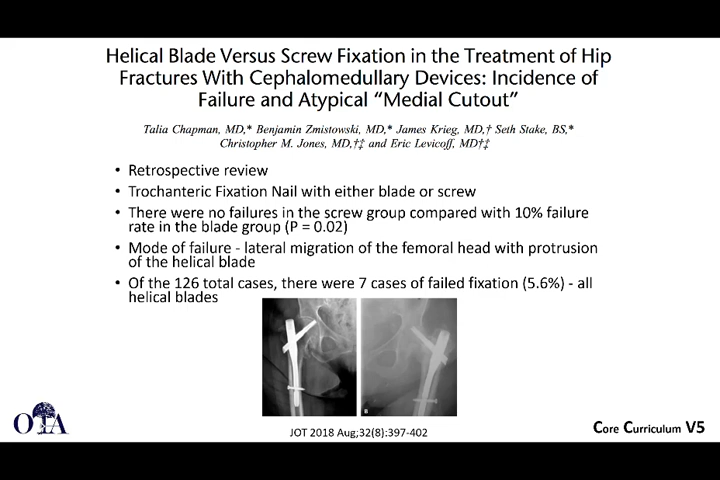 Helical Blade Versus Screw Fixation in the Treatment of Hip
Fractures With Cephalomedullary Devices: Incidence of
Failure and Atypical “Medial Cutout”
Talia Chapman, MD,* Benjamin Zmistowski, MD,* James Krieg, MD,† Seth Stake, BS,*
Christopher M. Jones, MD,†‡ and Eric Levicoff, MD†‡
• Retrospective review
• Trochanteric Fixation Nail with either blade or screw
• There were no failures in the screw group compared with 10% failure
rate in the blade group (P = 0.02)
• Mode of failure - lateral migration of the femoral head with protrusion
of the helical blade
• Of the 126 total cases, there were 7 cases of failed fixation (5.6%) - all
helical blades
B
OTA
JOT 2018 Aug;32(8):397-402
Core Curriculum V5